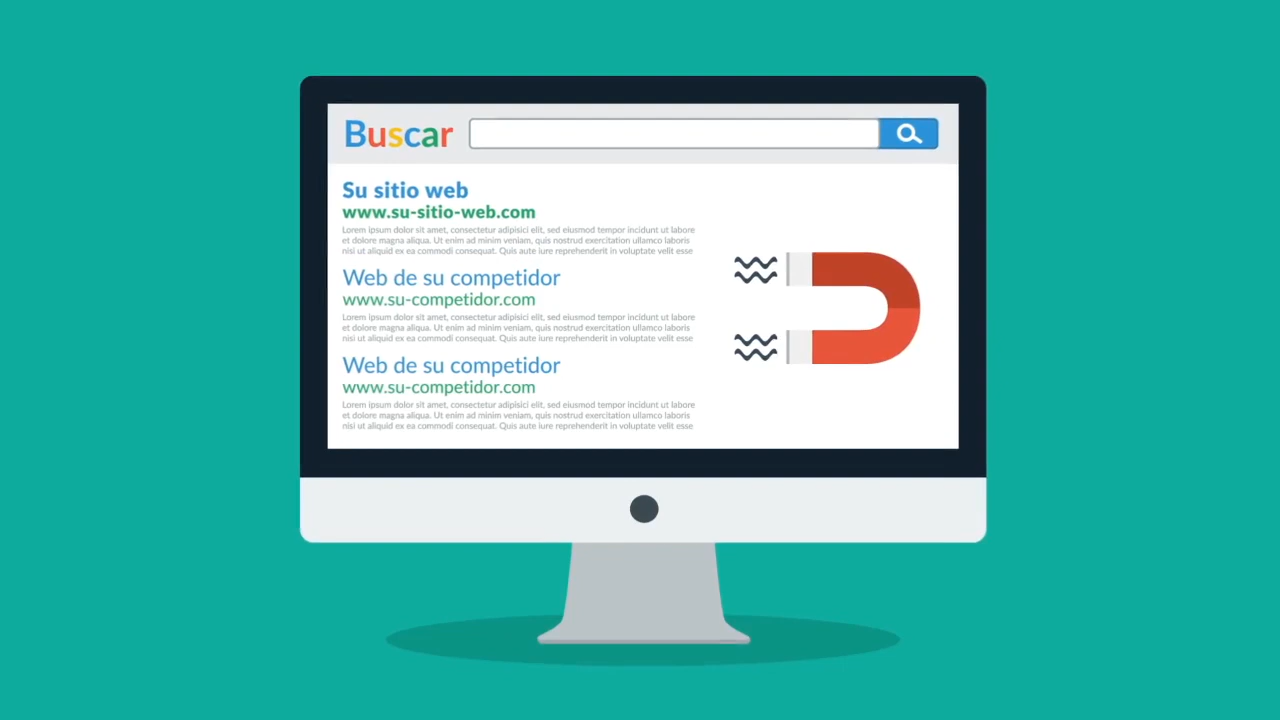 Buscar
Su sitio web
www.su-sitio-web.com
Lorem ipsum dolor sit amet, consectetur adipisici elit, sed eiusmod tempor incidunt ut labore
et dolore magna aliqua. Ut enim ad minim veniam, quis nostrud exercitation ullamco laboris
nisi ut aliquid ex ea commodi consequat. Quis aute iure reprehenderit in voluptate velit esse
Web de su competidor
www.su-competidor.com
Lorem ipsum dolor sit amet, consectetur adipisici elit, sed eiusmod tempor incidunt ut labore
et dolore magna aliqua. Ut enim ad minim veniam, quis nostrud exercitation ullamco laboris
nisi ut aliquid ex ea commodi consequat. Quis aute iure reprehenderit in voluptate velit esse
Web de su competidor
www.su-competidor.com
Lorem ipsum dolor sit amet, consectetur adipisici elit, sed eiusmod tempor incidunt ut labore
et dolore magna aliqua. Ut enim ad minim veniam, quis nostrud exercitation ullamco laboris
nisi ut aliquid ex ea commodi consequat. Quis aute iure reprehenderit in voluptate velit esse